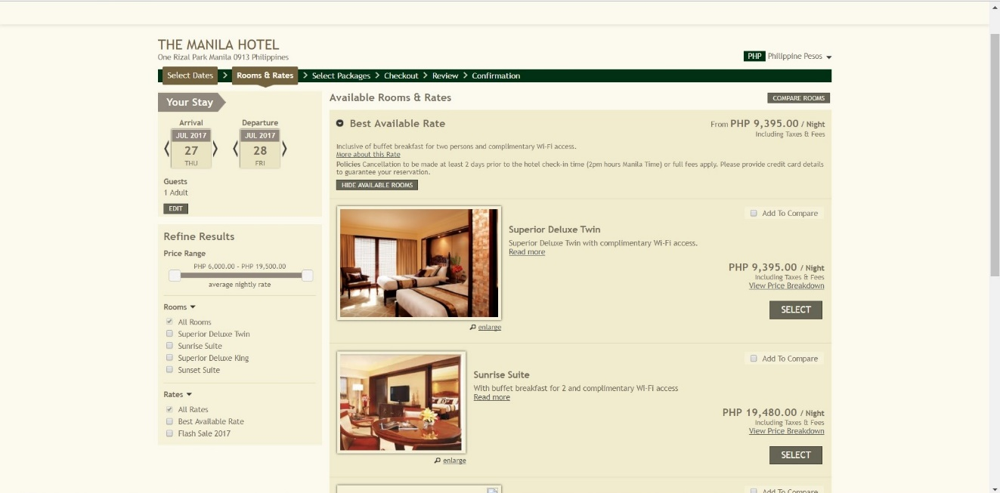 THE MANILA HOTEL
One Rizal Park Manila 0913 Philippines
PHP Philippine Pesos
Select Dates > Rooms & Rates > Select Packages > Checkout > Review > Confirmation
Your Stay
Arrival Departure
JUL 2017 JUL 2017
27 28
THU FRI
Guests
1 Adult
EDIT
Refine Results
Price Range
PHP 6,000.00 - PHP 19,500.00
average nightly rate
Rooms
All Rooms
Superior Deluxe Twin
Sunrise Suite
Superior Deluxe King
Sunset Suite
Rates
All Rates
Best Available Rate
Flash Sale 2017
Available Rooms & Rates
COMPARE ROOMS
Best Available Rate
From PHP 9,395.00 / Night
Including Taxes & Fees
Inclusive of buffet breakfast for two persons and complimentary Wi-Fi access.
More about this Rate
Policies Cancellation to be made at least 2 days prior to the hotel check-in time (2pm hours Manila Time) or full fees apply. Please provide credit card details
to guarantee your reservation.
HIDE AVAILABLE ROOMS
Add To Compare
Superior Deluxe Twin
Superior Deluxe Twin with complimentary Wi-Fi access.
Read more
PHP 9,395.00 / Night
Including Taxes & Fees
View Price Breakdown
SELECT
enlarge
Add To Compare
Sunrise Suite
With buffet breakfast for 2 and complimentary Wi-Fi access
Read more
PHP 19,480.00 / Night
Including Taxes & Fees
View Price Breakdown
SELECT
enlarge
Add To Compare